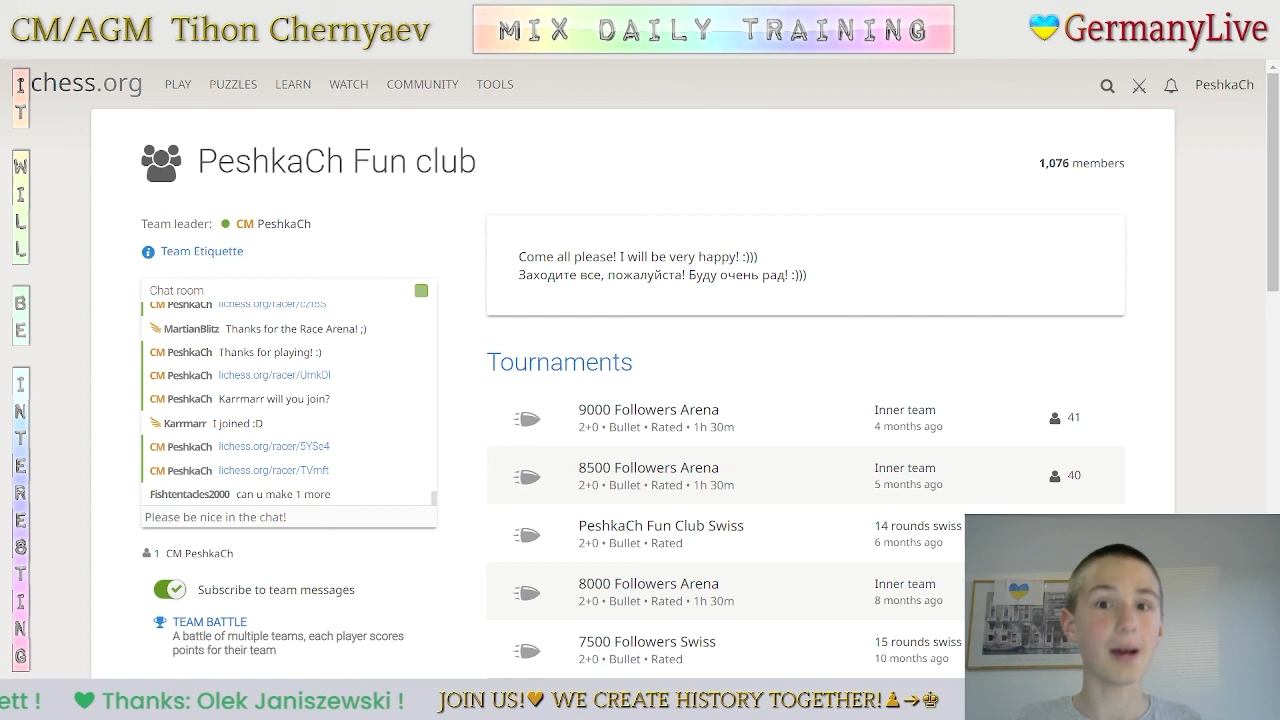 CM/AGM Tihon Chernyaev
MIX DAILY TRAINING
GermanyLive
IT WILL BE INTERESTING
chess.org
PLAY PUZZLES LEARN WATCH COMMUNITY TOOLS
PeshkaCh
PeshkaCh Fun club
1,076 members
Team leader: CM PeshkaCh
Team Etiquette
Come all please! I will be very happy! :)))
Заходите все, пожалуйста! Буду очень рад! :)))
Chat room
CM PeshkaCh
MartianBlitz Thanks for the Race Arena! ;)
CM PeshkaCh Thanks for playing! :)
CM PeshkaCh lichess.org/racer/UmkDI
CM PeshkaCh Karrmarr will you join?
Karrmarr I joined :D
CM PeshkaCh lichess.org/racer/5YSe4
CM PeshkaCh lichess.org/racer/TVmft
Fishtentacles2000 can u make 1 more
Please be nice in the chat!
1 CM PeshkaCh
Subscribe to team messages
TEAM BATTLE
A battle of multiple teams, each player scores
points for their team
Tournaments
9000 Followers Arena
2+0 • Bullet • Rated • 1h 30m
Inner team
4 months ago
41
8500 Followers Arena
2+0 • Bullet • Rated • 1h 30m
Inner team
5 months ago
40
PeshkaCh Fun Club Swiss
2+0 • Bullet • Rated
14 rounds swiss
6 months ago
8000 Followers Arena
2+0 • Bullet • Rated • 1h 30m
Inner team
8 months ago
7500 Followers Swiss
2+0 • Bullet • Rated
15 rounds swiss
10 months ago
ett ! Thanks: Olek Janiszewski ! JOIN US! WE CREATE HISTORY TOGETHER!